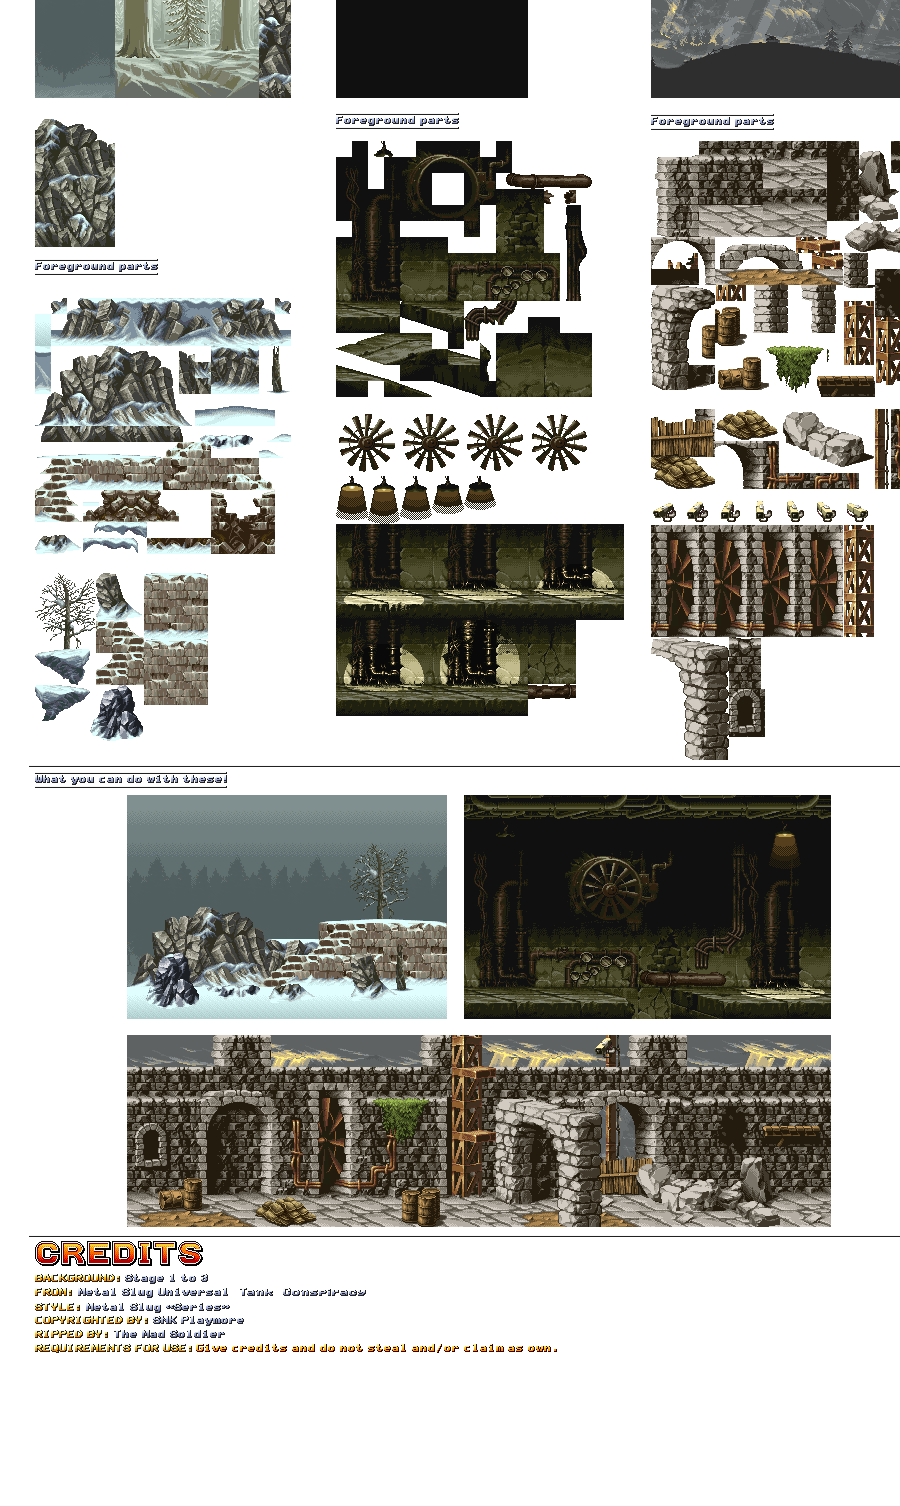 Foreground parts
Foreground parts
Foreground parts
What you can do with these!
CREDITS
BACKGROUND: Stage 1 to 3
FROM: Metal Slug Universal Tank Conspiracy
STYLE: Metal Slug «Series»
COPYRIGHTED BY: SNK Playmore
RIPPED BY: The Mad Soldier
REQUIREMENTS FOR USE: Give credits and do not steal and/or claim as own.